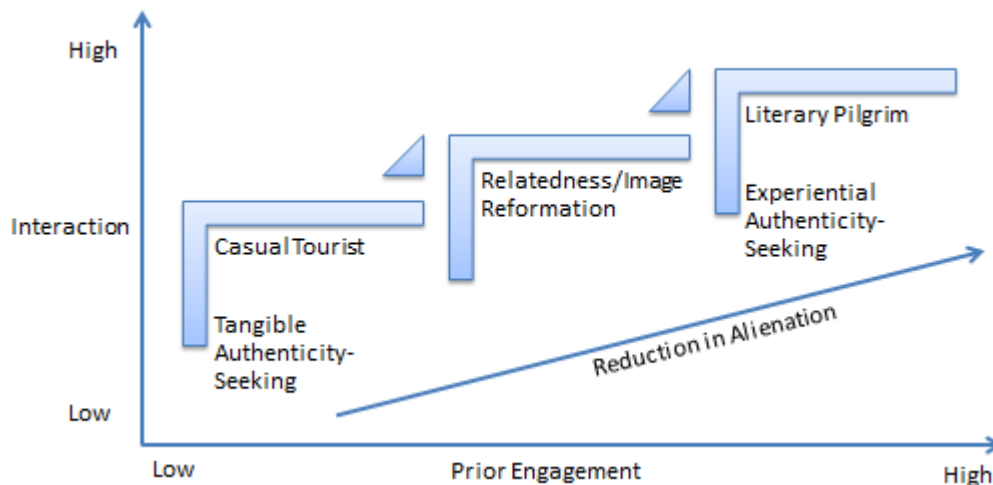 High
Literary Pilgrim
Relatedness/Image
Reformation
Experiential
Authenticity-
Seeking
Interaction
Casual Tourist
Tangible
Authenticity-
Seeking
Reduction in Alienation
Low
Low
Prior Engagement
High